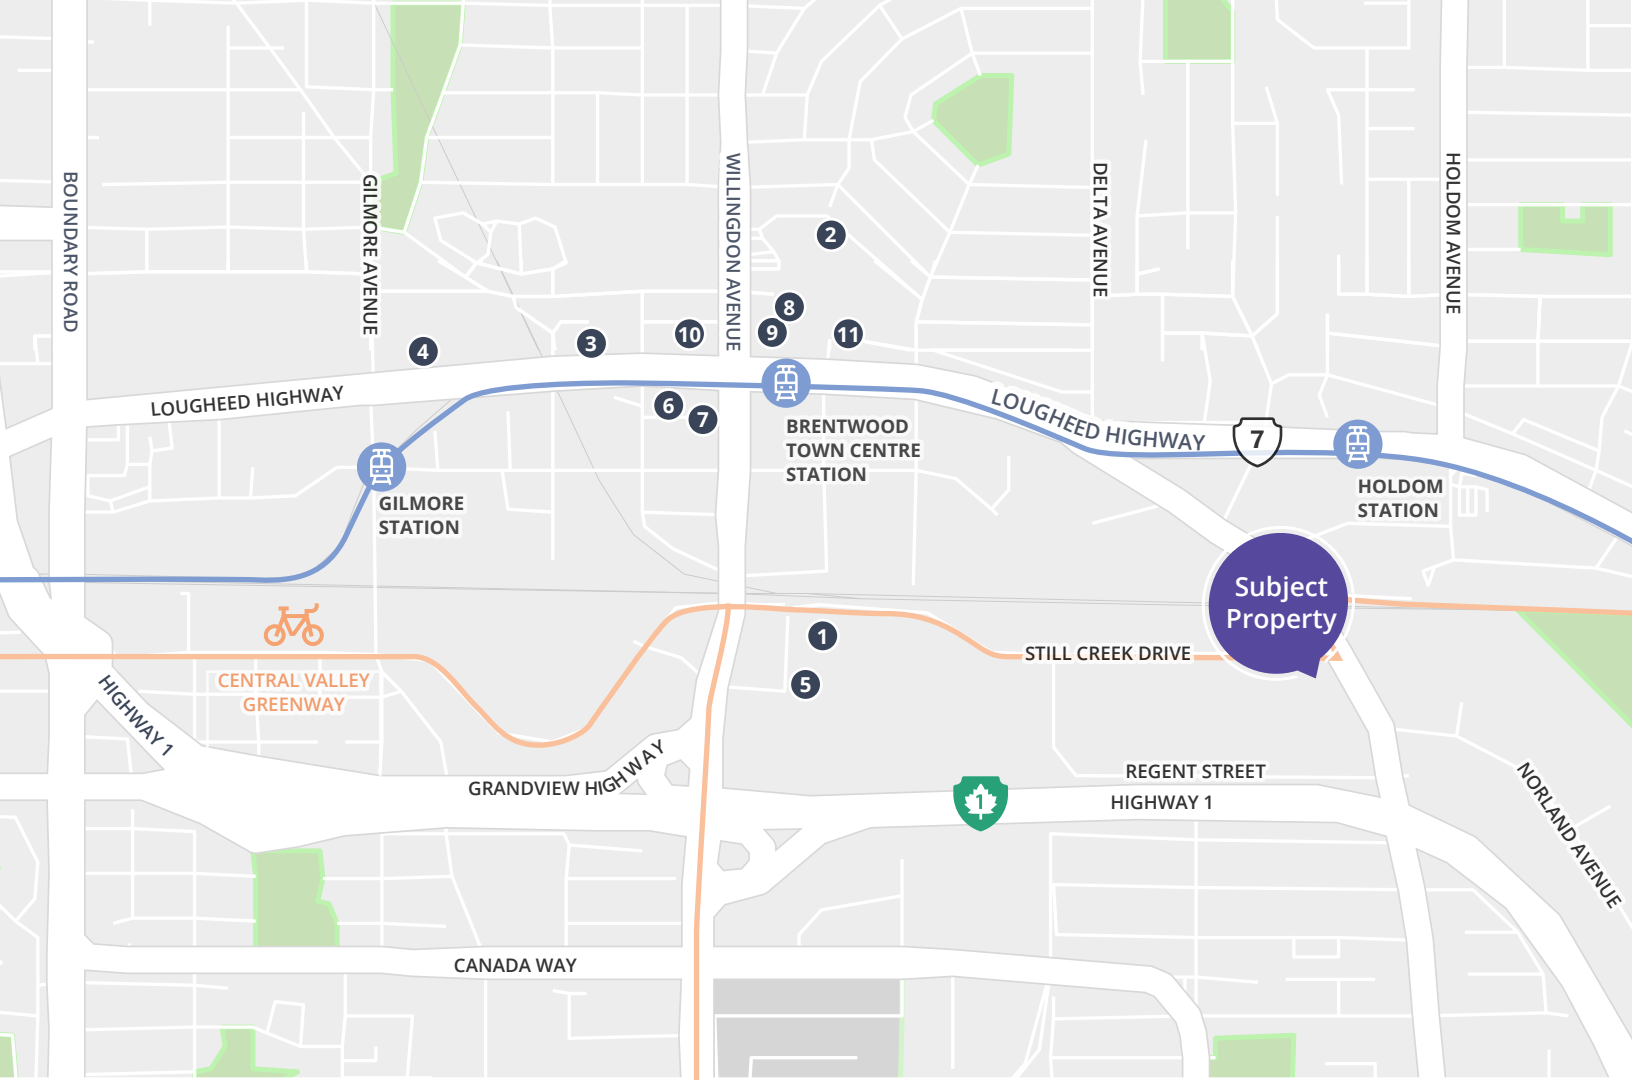 BOUNDARY ROAD
GILMORE AVENUE
WILLINGDON AVENUE
DELTA AVENUE
HOLDOM AVENUE
2
8
9
11
10
3
4
LOUGHEED HIGHWAY
6
7
BRENTWOOD
TOWN CENTRE
STATION
LOUGHEED HIGHWAY
7
HOLDOM
STATION
GILMORE
STATION
Subject
Property
1
5
STILL CREEK DRIVE
CENTRAL VALLEY
GREENWAY
HIGHWAY 1
GRANDVIEW HIGHWAY
1
REGENT STREET
HIGHWAY 1
NORLAND AVENUE
CANADA WAY